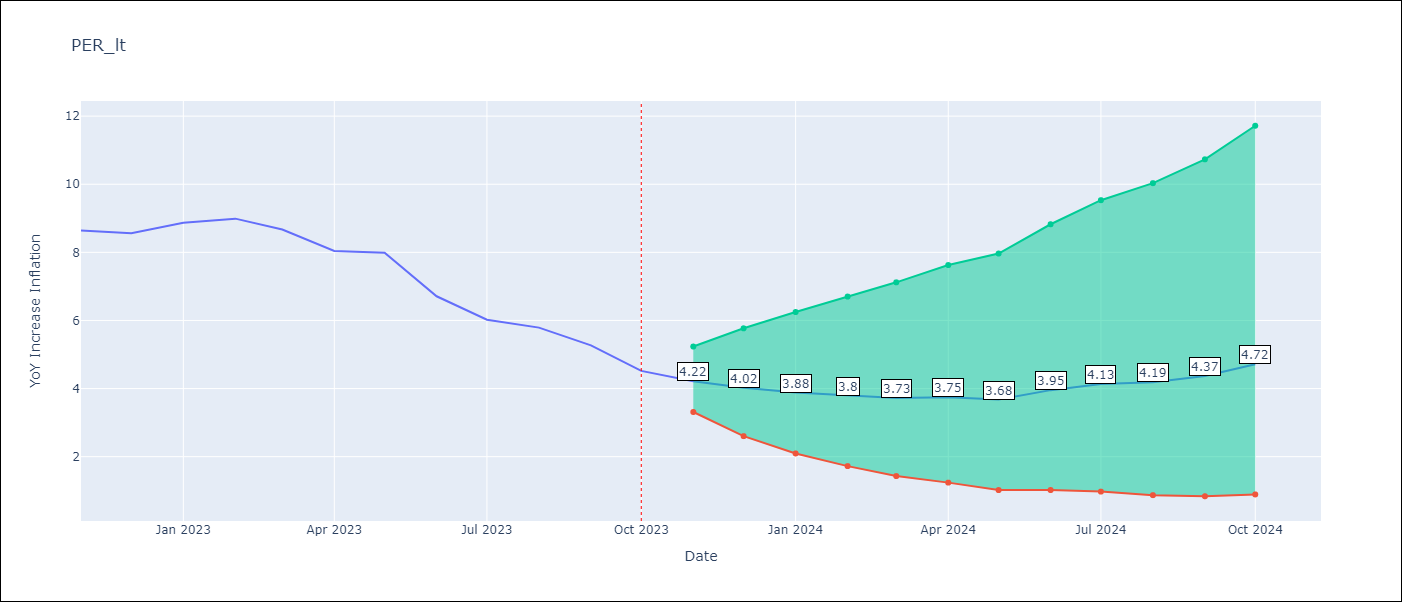 PER_lt
YoY Increase Inflation
12
10
8
6
4
2
4.22
4.02
3.88
3.8
3.73
3.75
3.68
3.95
4.13
4.19
4.37
4.72
Jan 2023
Apr 2023
Jul 2023
Oct 2023
Jan 2024
Apr 2024
Jul 2024
Oct 2024
Date